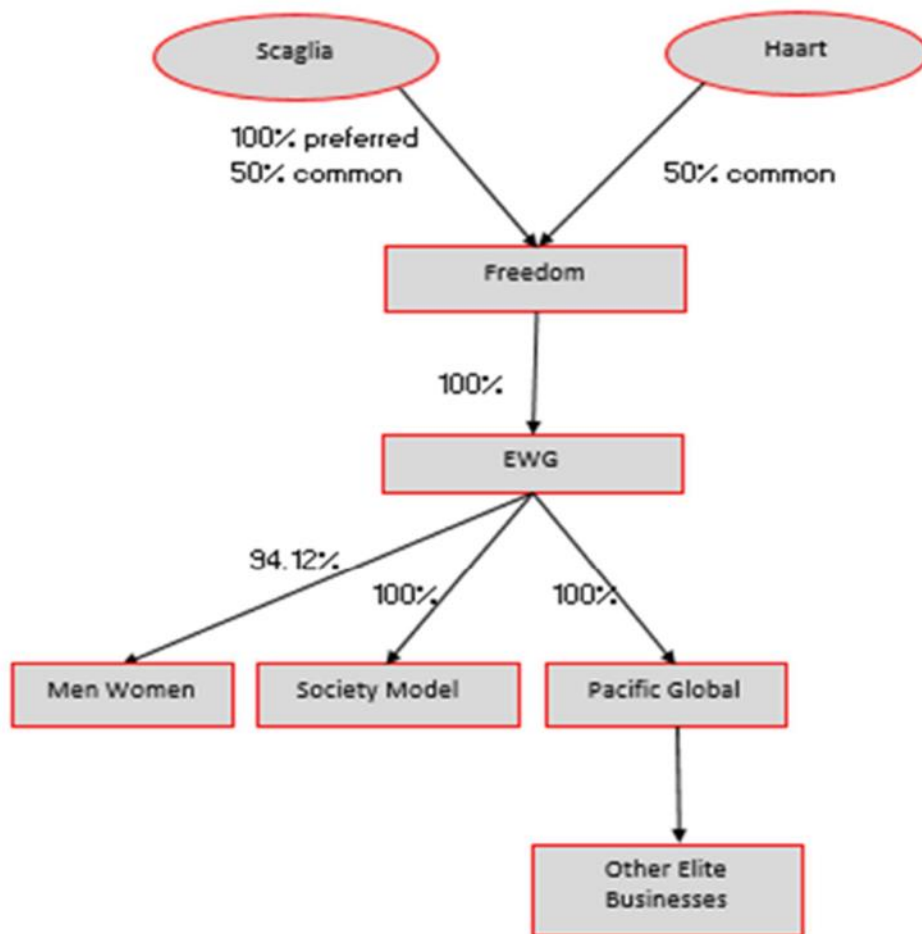 Scaglia
Haart
100% preferred
50% common
50% common
Freedom
100%
EWG
94.12%
100%
100%
Men Women
Society Model
Pacific Global
Other Elite
Businesses